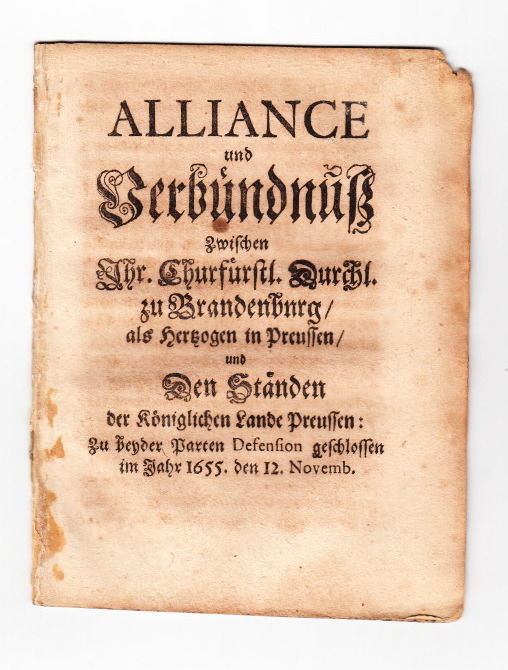 ALLIANCE
und
Verbündnüß
Zwischen
Ihr. Churfürstl. Durchl.
zu Brandenburg/
als Hertzogen in Preussen/
und
Den Ständen
der Königlichen Lande Preussen:
Zu beyder Parten Defension geschlossen
im Jahr 1655. den 12. Novemb.